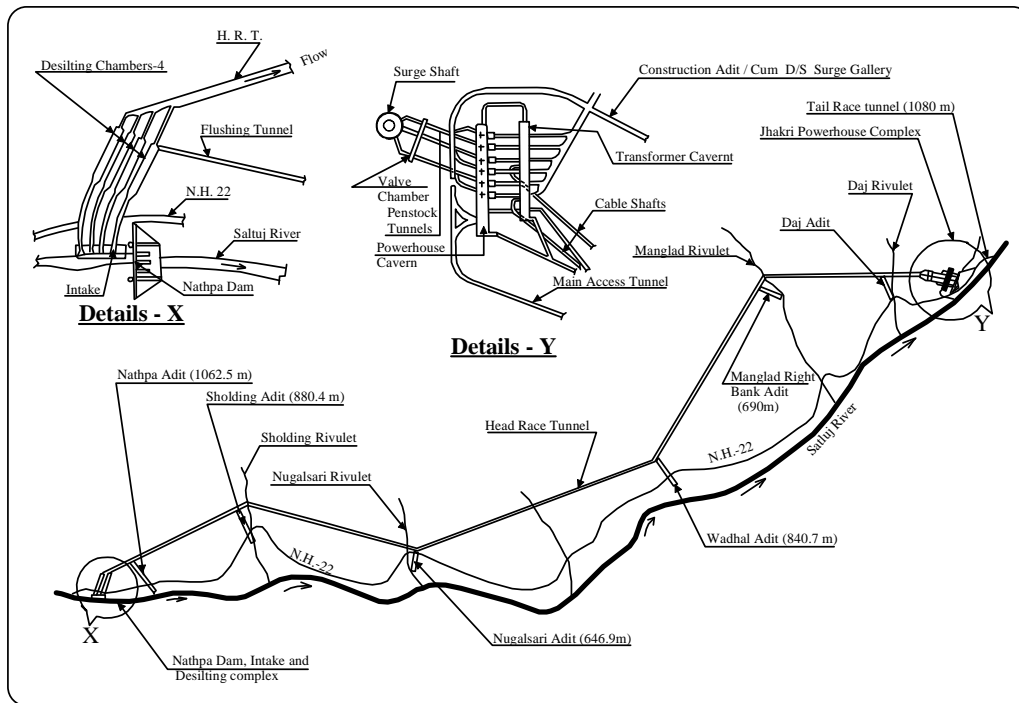 H. R. T.
Flow
Desilting Chambers-4
Flushing Tunnel
N.H. 22
Saltuj River
Intake
Nathpa Dam
Details - X
Surge Shaft
Construction Adit / Cum D/S Surge Gallery
Transformer Cavernt
Valve
Chamber
Penstock
Tunnels
Powerhouse
Cavern
Cable Shafts
Main Access Tunnel
Details - Y
Tail Race tunnel (1080 m)
Jhakri Powerhouse Complex
Daj Rivulet
Daj Adit
Manglad Rivulet
Y
Manglad Right
Bank Adit
(690m)
Nathpa Adit (1062.5 m)
Sholding Adit (880.4 m)
Sholding Rivulet
Nugalsari Rivulet
Head Race Tunnel
N.H.-22
Satluj River
Wadhal Adit (840.7 m)
N.H.-22
X
Nugalsari Adit (646.9m)
Nathpa Dam, Intake and
Desilting complex